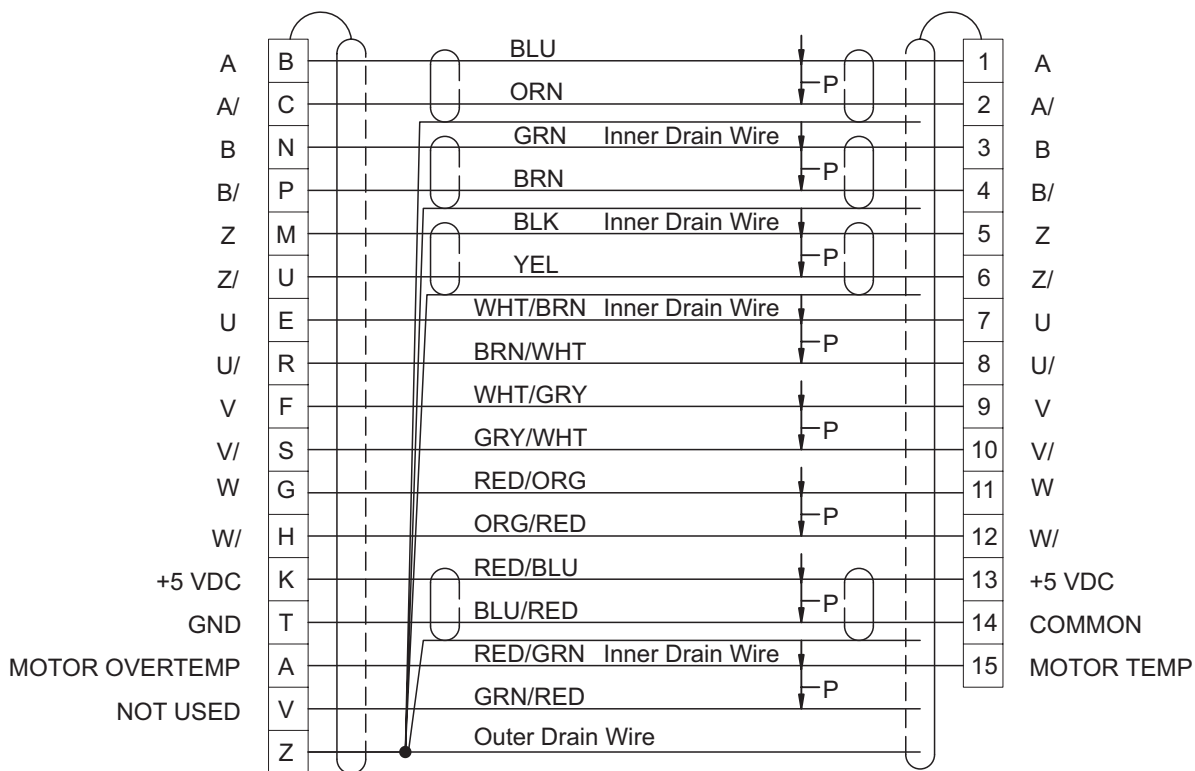 BLU
A B P 1 A
ORN
A/ C 2 A/
GRN Inner Drain Wire
B N P 3 B
BRN
B/ P 4 B/
BLK Inner Drain Wire
Z M P 5 Z
YEL
Z/ U 6 Z/
WHT/BRN Inner Drain Wire
U E P 7 U
BRN/WHT
U/ R 8 U/
WHT/GRY
V F P 9 V
GRY/WHT
V/ S 10 V/
RED/ORG
W G P 11 W
ORG/RED
W/ H 12 W/
RED/BLU
+5 VDC K P 13 +5 VDC
BLU/RED
GND T 14 COMMON
RED/GRN Inner Drain Wire
MOTOR OVERTEMP A P 15 MOTOR TEMP
GRN/RED
NOT USED V
Outer Drain Wire
Z